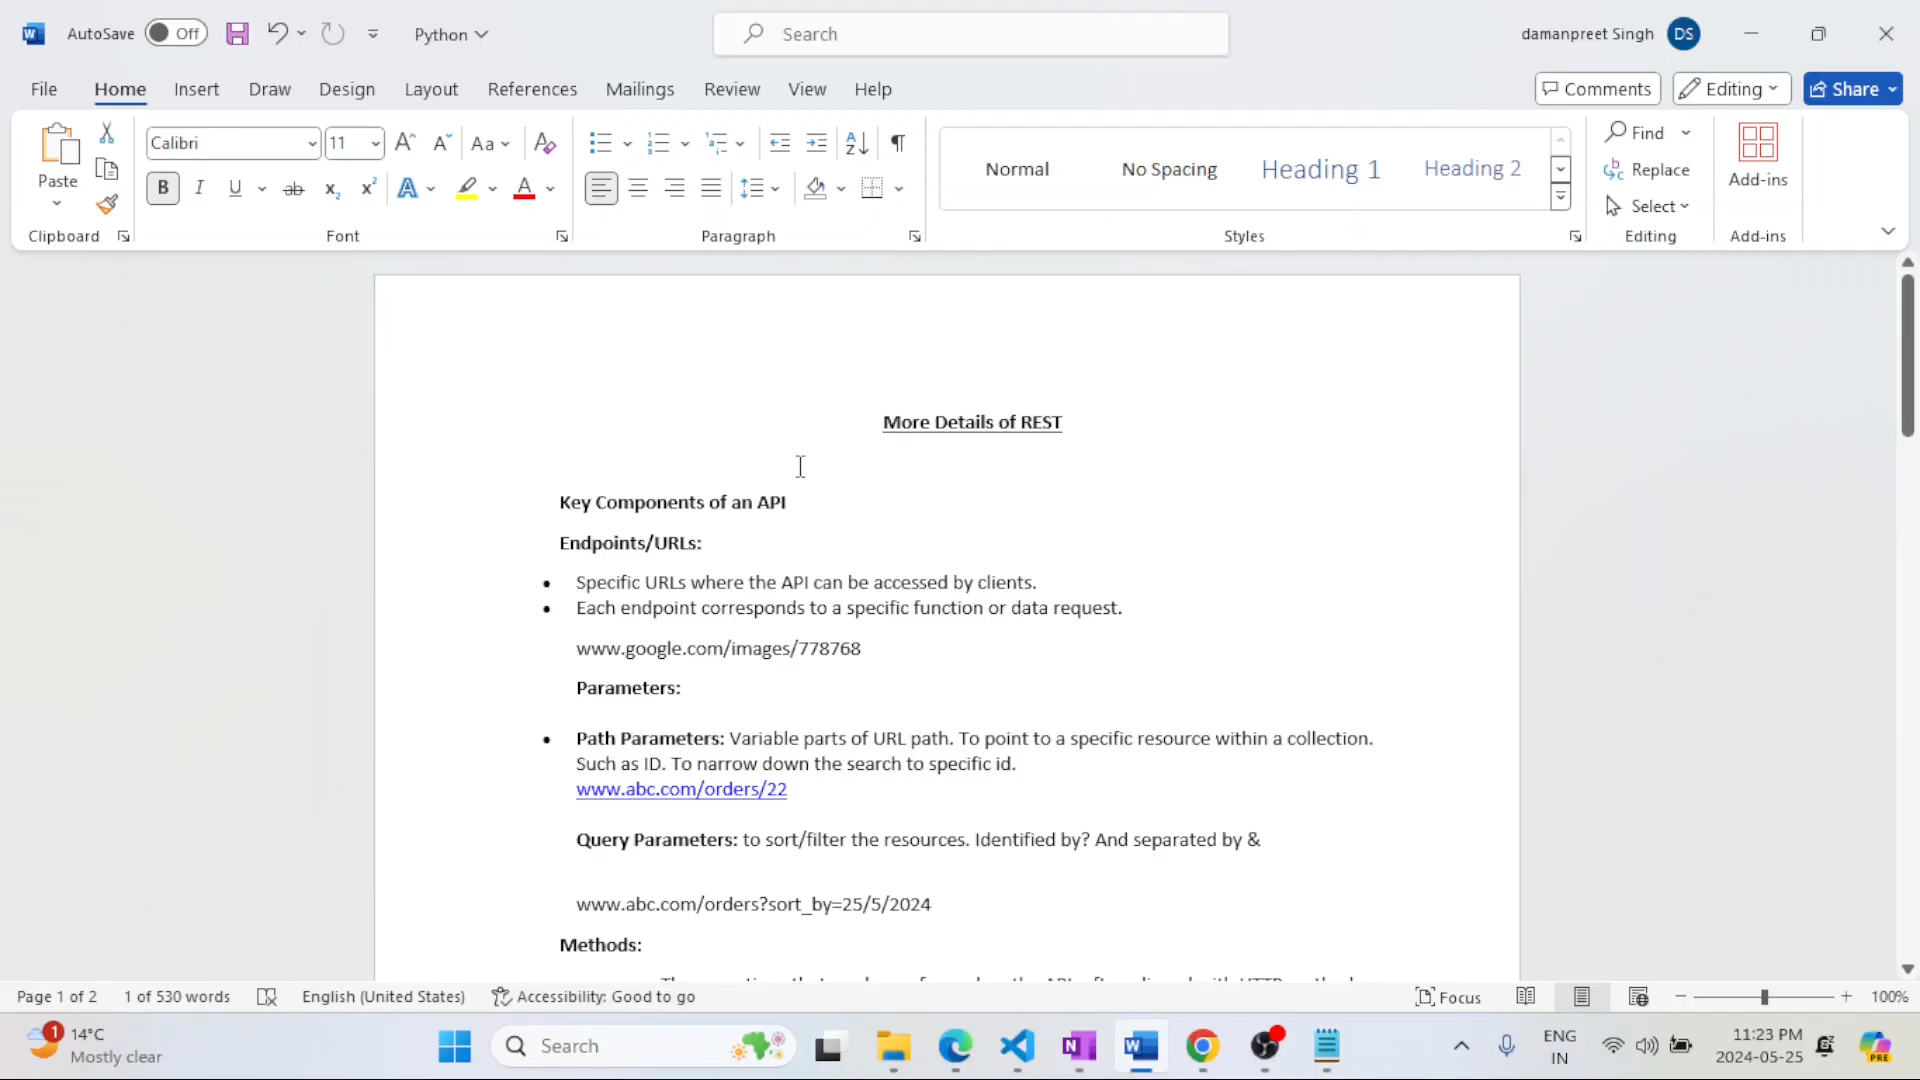 AutoSave Off Python Search damanpreet Singh DS
File Home Insert Draw Design Layout References Mailings Review View Help Comments Editing Share
Paste Calibri 11 Aa Normal No Spacing Heading 1 Heading 2 Find Replace Select Add-ins
Clipboard Font Paragraph Styles Editing Add-ins
More Details of REST
Key Components of an API
Endpoints/URLs:
• Specific URLs where the API can be accessed by clients.
• Each endpoint corresponds to a specific function or data request.
www.google.com/images/778768
Parameters:
• Path Parameters: Variable parts of URL path. To point to a specific resource within a collection.
Such as ID. To narrow down the search to specific id.
www.abc.com/orders/22
Query Parameters: to sort/filter the resources. Identified by? And separated by &
www.abc.com/orders?sort_by=25/5/2024
Methods:
Page 1 of 2 1 of 530 words English (United States) Accessibility: Good to go Focus 100%
1 14°C
Mostly clear
Search
ENG
IN
11:23 PM
2024-05-25
PRE